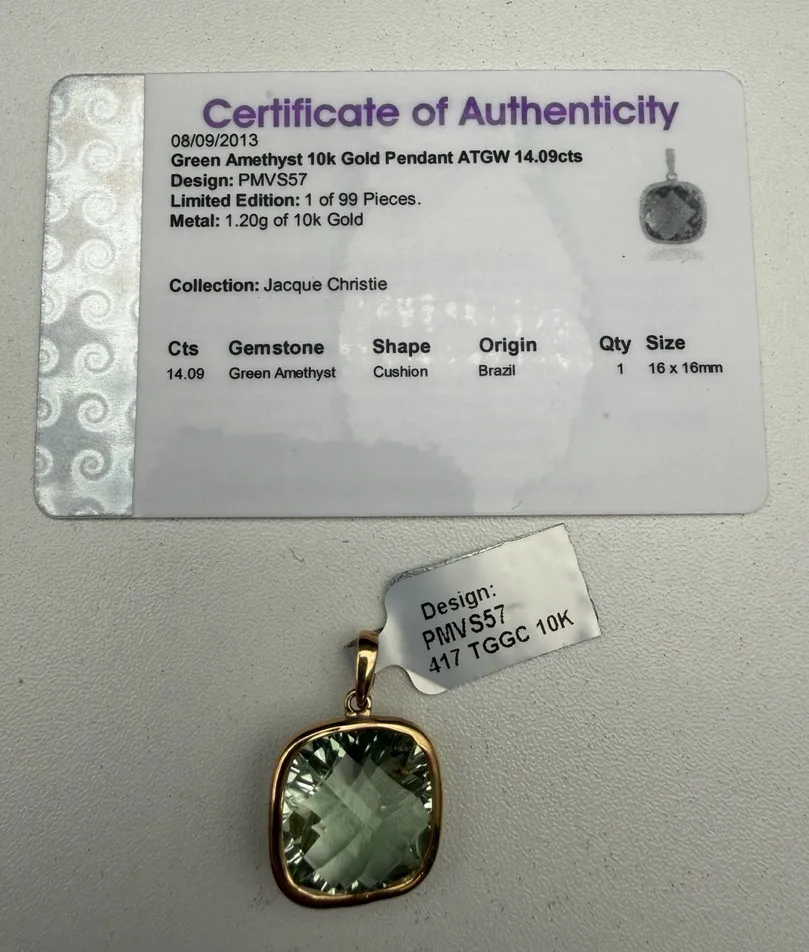 Certificate of Authenticity
08/09/2013
Green Amethyst 10k Gold Pendant ATGW 14.09cts
Design: PMVS57
Limited Edition: 1 of 99 Pieces.
Metal: 1.20g of 10k Gold
Collection: Jacque Christie
Cts Gemstone Shape Origin Qty Size
14.09 Green Amethyst Cushion Brazil 1 16 x 16mm
Design:
PMVS57
417 TGGC 10K